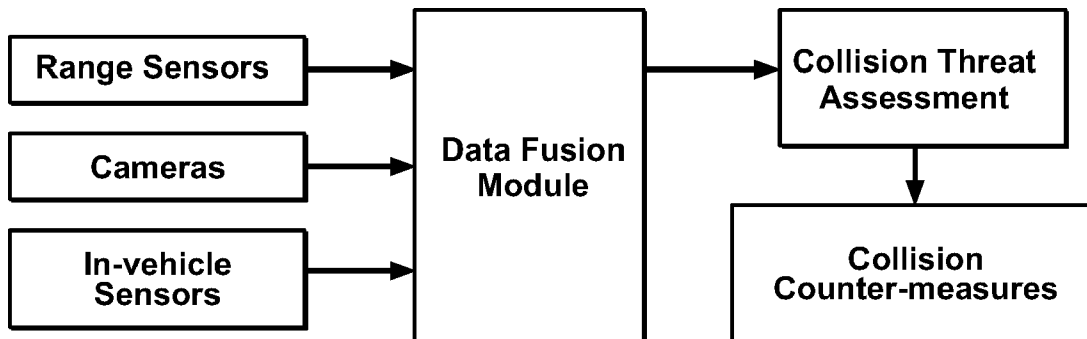 Range Sensors
Cameras
In-vehicle
Sensors
Data Fusion
Module
Collision Threat
Assessment
Collision
Counter-measures